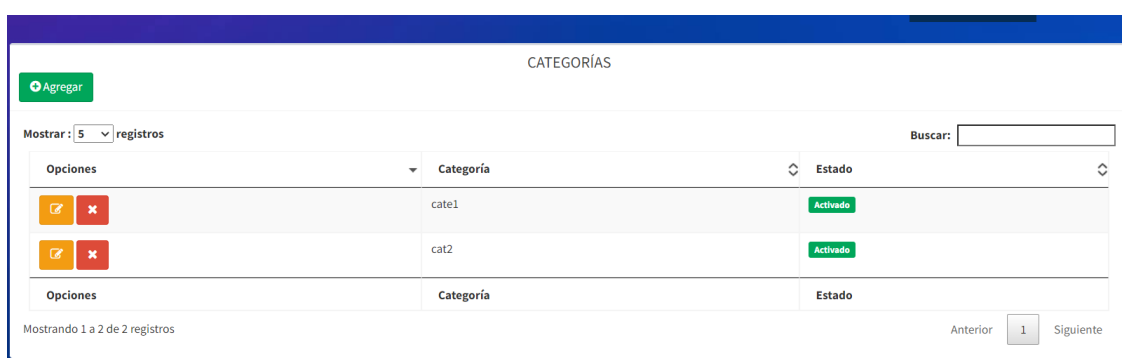 CATEGORÍAS
Agregar
Mostrar : 5 registros Buscar:
Opciones Categoría Estado
cate1 Activado
cat2 Activado
Opciones Categoría Estado
Mostrando 1 a 2 de 2 registros Anterior 1 Siguiente